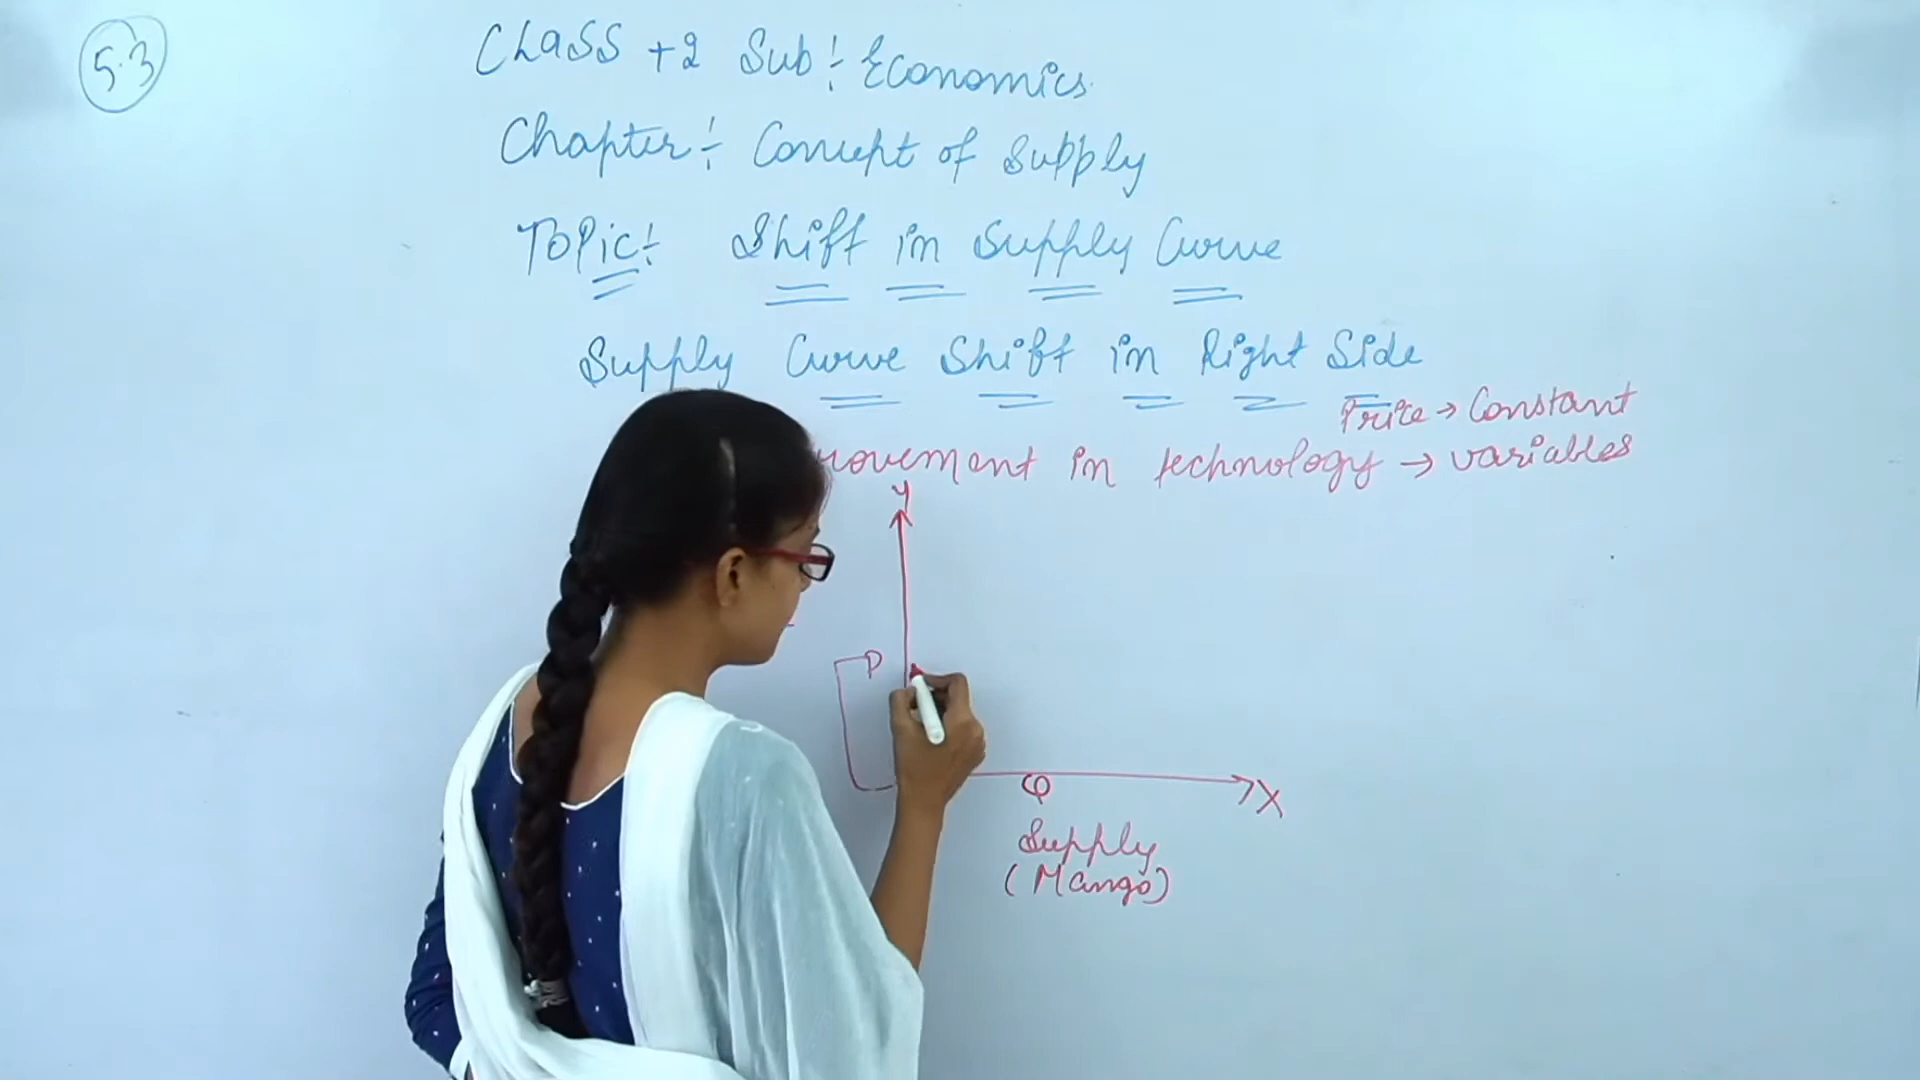 5.3
Class +2 Sub:- Economics
Chapter:- Concept of Supply
Topic:- Shift in Supply Curve
Supply Curve Shift in Right Side
Price → Constant
in technology → variables
Y
P
Q
X
Supply
(Mango)